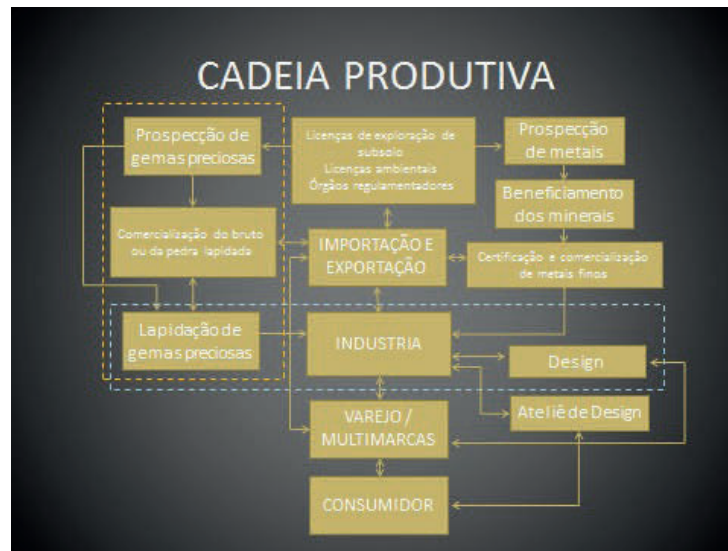 CADEIA PRODUTIVA
Prospecção de
gemas preciosas
Licenças de exploração de
subsolo
Licenças ambientais
Órgãos regulamentadores
Prospecção
de metais
Beneficiamento
dos minerais
Comercialização do bruto
ou da pedra lapidada
IMPORTAÇÃO E
EXPORTAÇÃO
Certificação e comercialização
de metais finos
Lapidação de
gemas preciosas
INDUSTRIA
Design
Ateliê de Design
VAREJO /
MULTIMARCAS
CONSUMIDOR